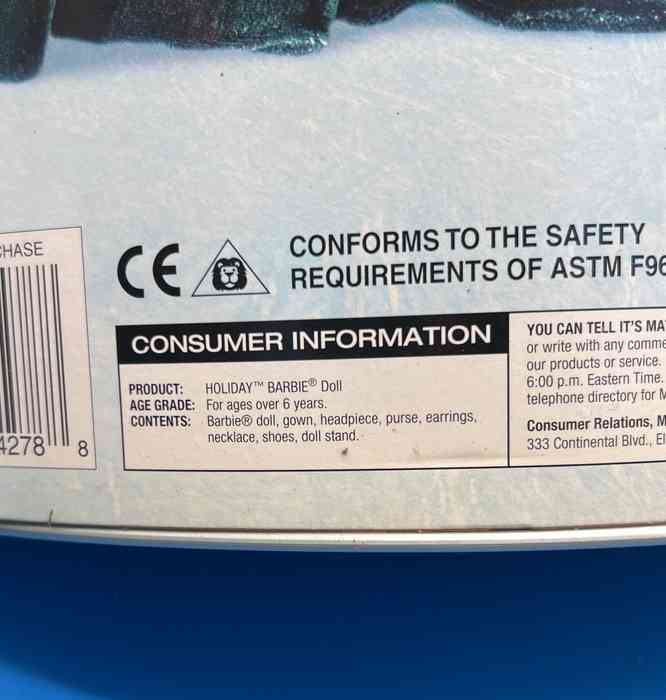 CHASE
4278 8
CE
CONFORMS TO THE SAFETY
REQUIREMENTS OF ASTM F96
CONSUMER INFORMATION
PRODUCT: HOLIDAY™ BARBIE® Doll
AGE GRADE: For ages over 6 years.
CONTENTS: Barbie® doll, gown, headpiece, purse, earrings,
necklace, shoes, doll stand.
YOU CAN TELL IT'S MA
or write with any comme
our products or service.
6:00 p.m. Eastern Time.
telephone directory for M
Consumer Relations, M
333 Continental Blvd., El